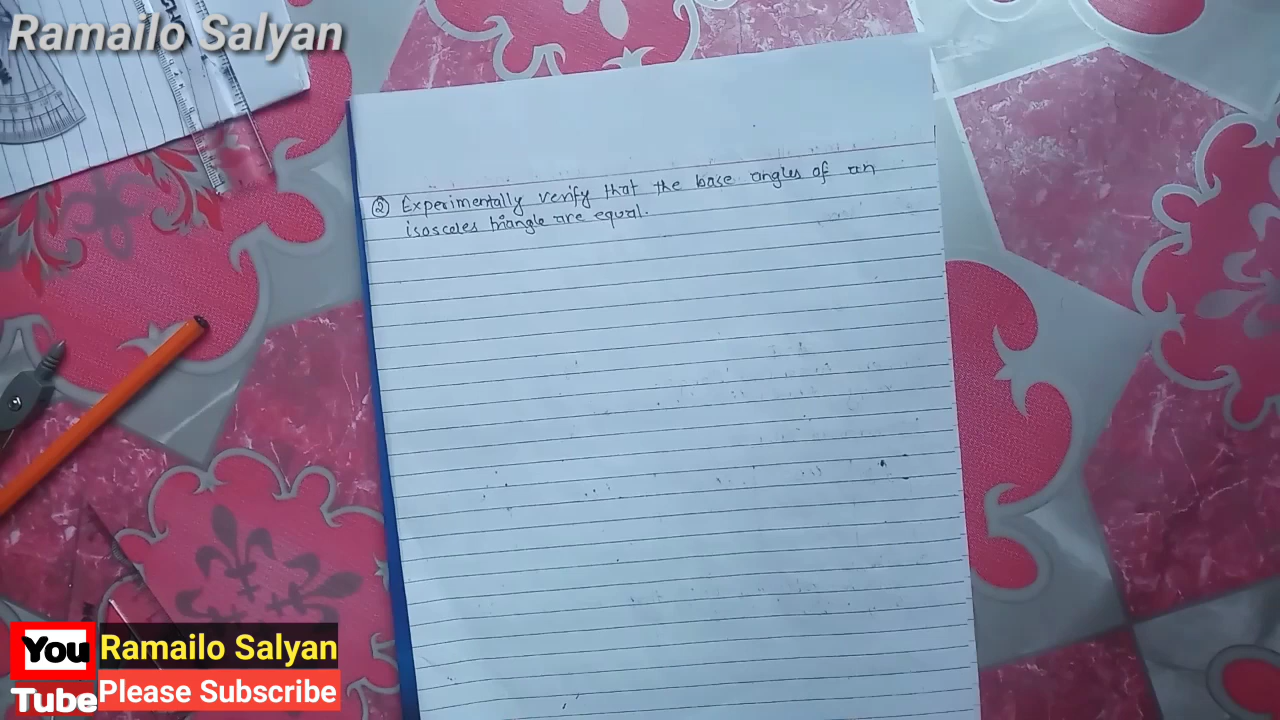 Ramailo Salyan
② Experimentally verify that the base angles of an
isosceles triangle are equal.
You
Tube
Ramailo Salyan
Please Subscribe